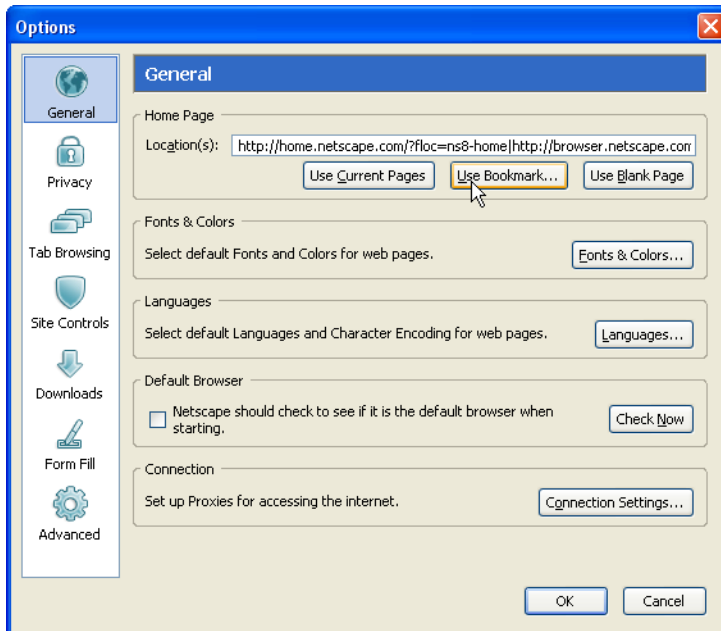 Options
General
Privacy
Tab Browsing
Site Controls
Downloads
Form Fill
Advanced
General
Home Page
Location(s): http://home.netscape.com/?floc=ns8-home|http://browser.netscape.com
Use Current Pages Use Bookmark... Use Blank Page
Fonts & Colors
Select default Fonts and Colors for web pages. Fonts & Colors...
Languages
Select default Languages and Character Encoding for web pages. Languages...
Default Browser
Netscape should check to see if it is the default browser when
starting.
Check Now
Connection
Set up Proxies for accessing the internet. Connection Settings...
OK Cancel